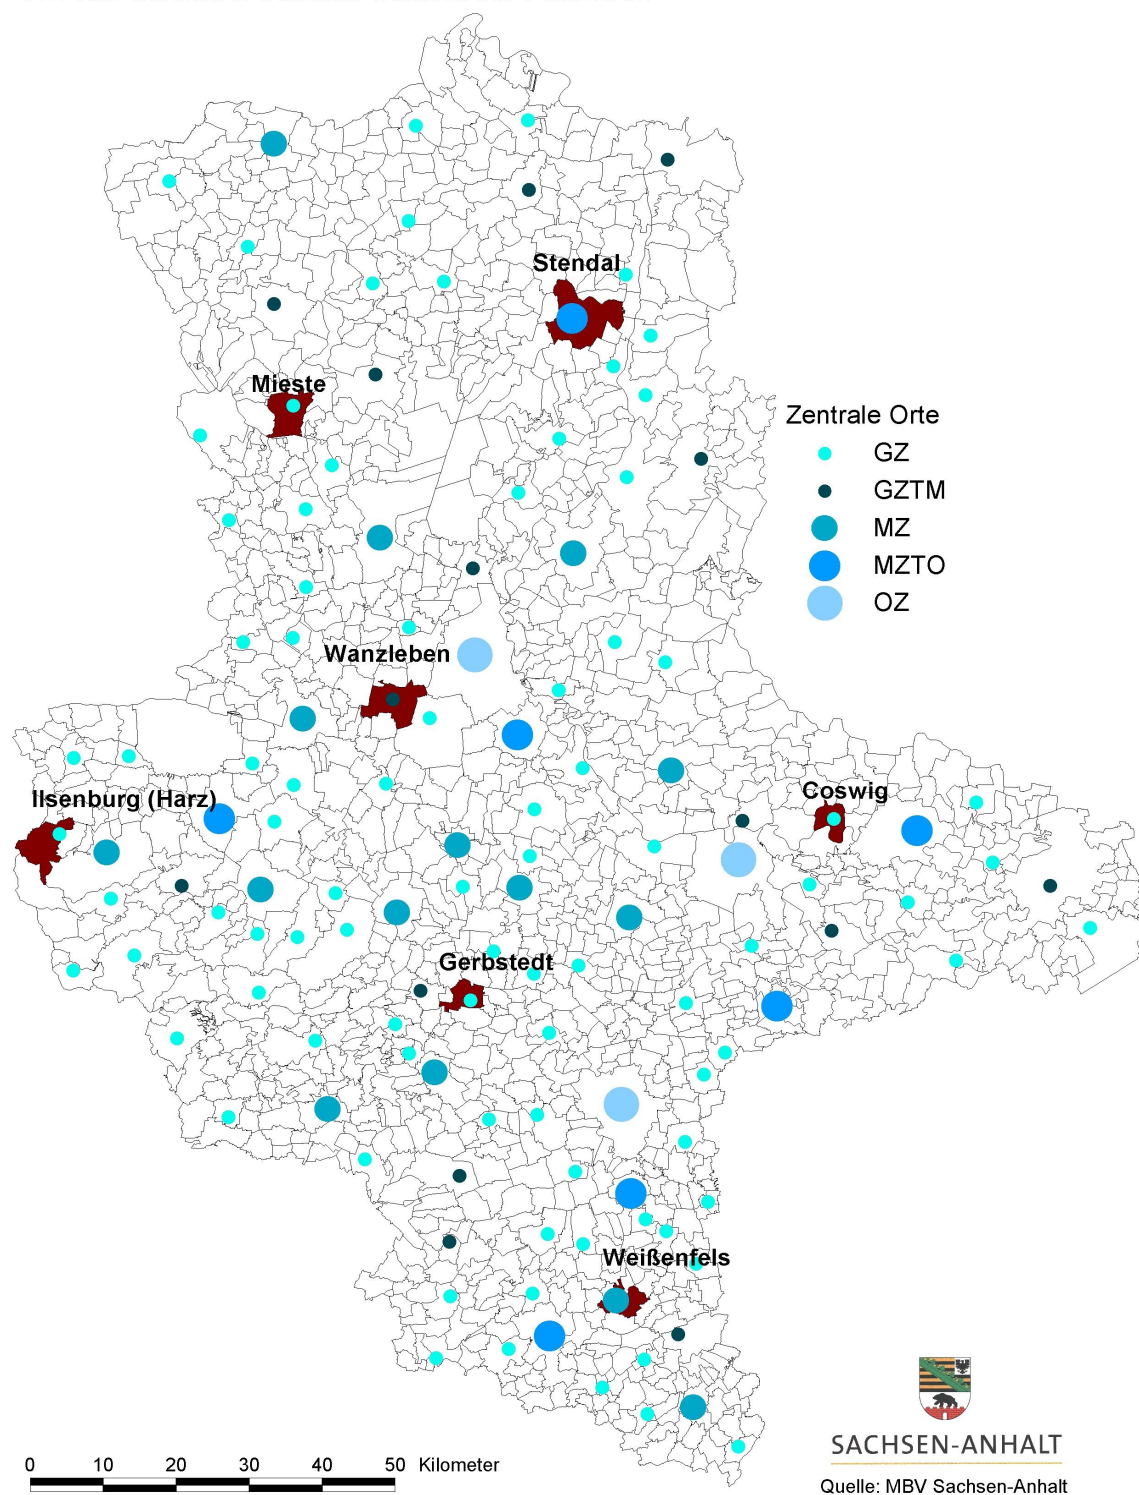 Stendal
Mieste
Zentrale Orte
GZ
GZTM
MZ
MZTO
OZ
Wanzleben
Ilsenburg (Harz)
Coswig
Gerbstedt
Weißenfels
SACHSEN-ANHALT
0 10 20 30 40 50 Kilometer
Quelle: MBV Sachsen-Anhalt